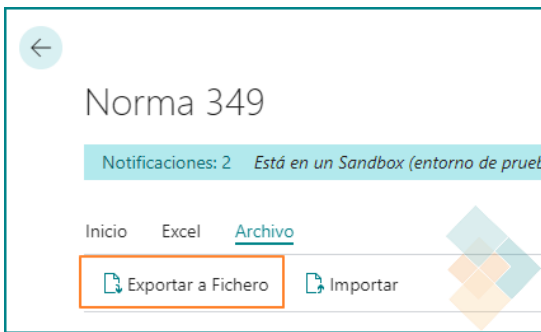 Norma 349
Notificaciones: 2 Está en un Sandbox (entorno de prueb
Inicio Excel Archivo
Exportar a Fichero Importar